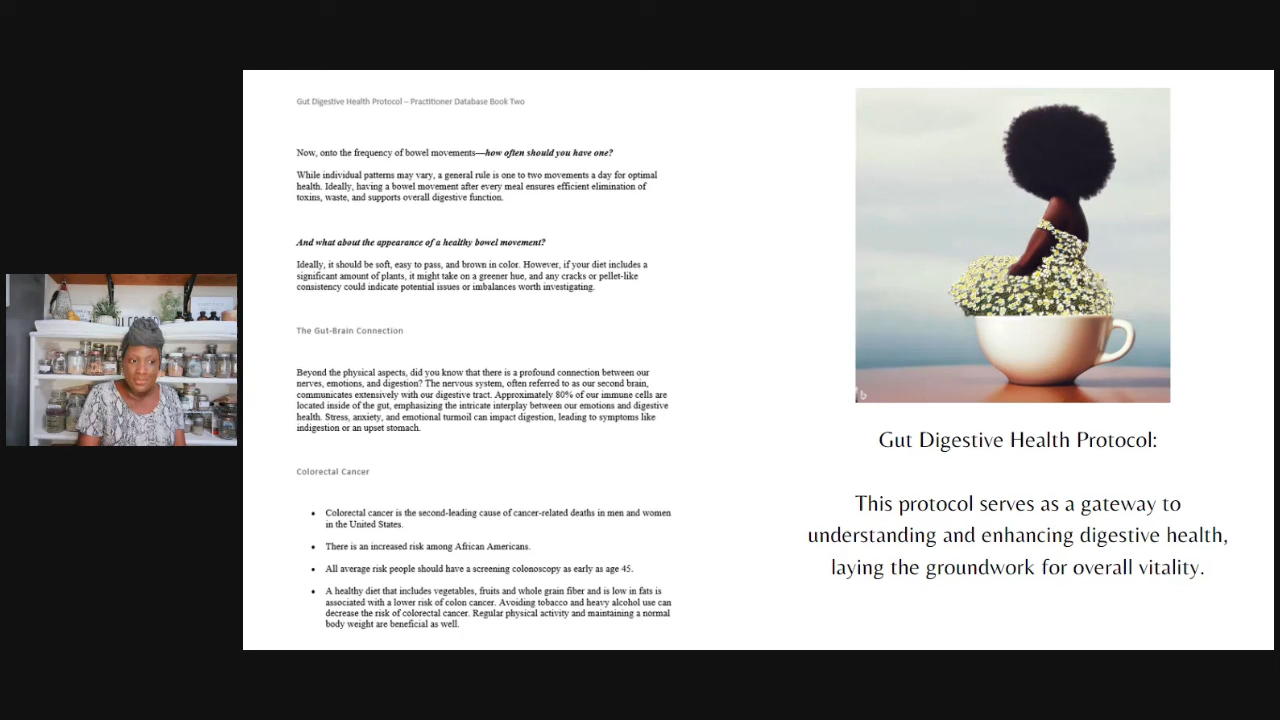 Gut Digestive Health Protocol – Practitioner Database Book Two
Now, onto the frequency of bowel movements—how often should you have one?
While individual patterns may vary, a general rule is one to two movements a day for optimal
health. Ideally, having a bowel movement after every meal ensures efficient elimination of
toxins, waste, and supports overall digestive function.
And what about the appearance of a healthy bowel movement?
Ideally, it should be soft, easy to pass, and brown in color. However, if your diet includes a
significant amount of plants, it might take on a greener hue, and any cracks or pellet-like
consistency could indicate potential issues or imbalances worth investigating.
The Gut-Brain Connection
Beyond the physical aspects, did you know that there is a profound connection between our
nerves, emotions, and digestion? The nervous system, often referred to as our second brain,
communicates extensively with our digestive tract. Approximately 80% of our immune cells are
located inside of the gut, emphasizing the intricate interplay between our emotions and digestive
health. Stress, anxiety, and emotional turmoil can impact digestion, leading to symptoms like
indigestion or an upset stomach.
Colorectal Cancer
• Colorectal cancer is the second-leading cause of cancer-related deaths in men and women
in the United States.
• There is an increased risk among African Americans.
• All average risk people should have a screening colonoscopy as early as age 45.
• A healthy diet that includes vegetables, fruits and whole grain fiber and is low in fats is
associated with a lower risk of colon cancer. Avoiding tobacco and heavy alcohol use can
decrease the risk of colorectal cancer. Regular physical activity and maintaining a normal
body weight are beneficial as well.
Gut Digestive Health Protocol:
This protocol serves as a gateway to
understanding and enhancing digestive health,
laying the groundwork for overall vitality.